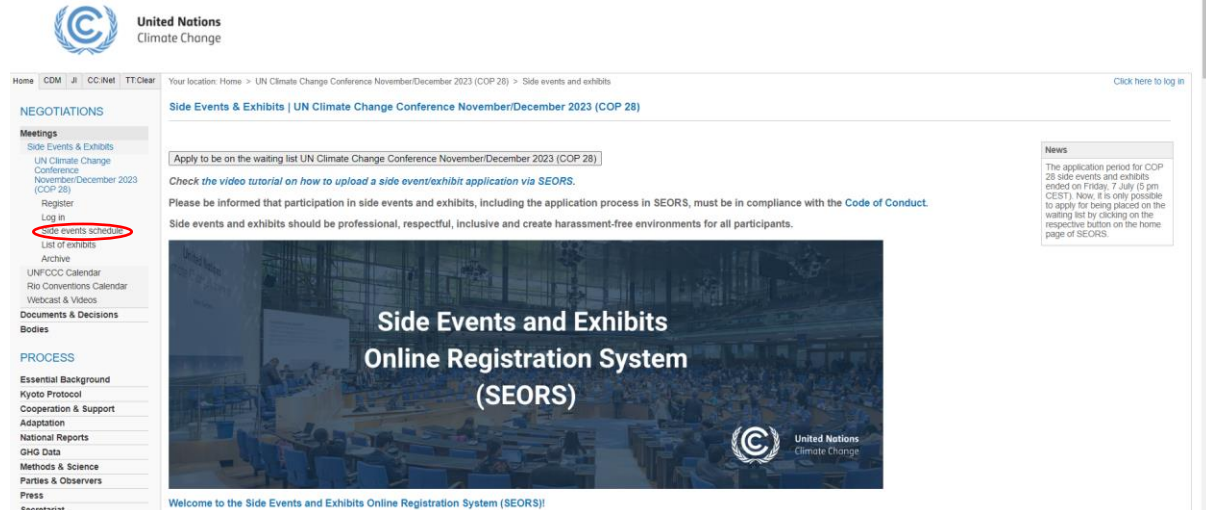 United Nations
Climate Change
Home CDM JI CC:iNet TT:Clear
Your location: Home > UN Climate Change Conference November/December 2023 (COP 28) > Side events and exhibits
Click here to log in
NEGOTIATIONS
Meetings
Side Events & Exhibits
UN Climate Change
Conference
November/December 2023
(COP 28)
Register
Log in
Side events schedule
List of exhibits
Archive
UNFCCC Calendar
Rio Conventions Calendar
Webcast & Videos
Documents & Decisions
Bodies
PROCESS
Essential Background
Kyoto Protocol
Cooperation & Support
Adaptation
National Reports
GHG Data
Methods & Science
Parties & Observers
Press
Secretariat
Side Events & Exhibits | UN Climate Change Conference November/December 2023 (COP 28)
Apply to be on the waiting list UN Climate Change Conference November/December 2023 (COP 28)
Check the video tutorial on how to upload a side event/exhibit application via SEORS.
Please be informed that participation in side events and exhibits, including the application process in SEORS, must be in compliance with the Code of Conduct.
Side events and exhibits should be professional, respectful, inclusive and create harassment-free environments for all participants.
Side Events and Exhibits
Online Registration System
(SEORS)
United Nations
Climate Change
Welcome to the Side Events and Exhibits Online Registration System (SEORS)!
News
The application period for COP
28 side events and exhibits
ended on Friday, 7 July (5 pm
CEST). Now, it is only possible
to apply for being placed on the
waiting list by clicking on the
respective button on the home
page of SEORS.